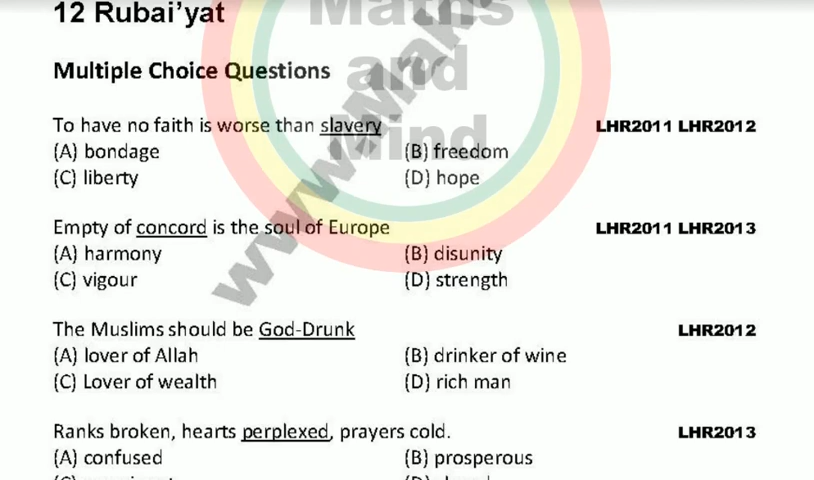 12 Rubai'yat
Maths
and
Mind
Multiple Choice Questions
To have no faith is worse than slavery LHR2011 LHR2012
(A) bondage (B) freedom
(C) liberty (D) hope
Empty of concord is the soul of Europe LHR2011 LHR2013
(A) harmony (B) disunity
(C) vigour (D) strength
The Muslims should be God-Drunk LHR2012
(A) lover of Allah (B) drinker of wine
(C) Lover of wealth (D) rich man
Ranks broken, hearts perplexed, prayers cold. LHR2013
(A) confused (B) prosperous